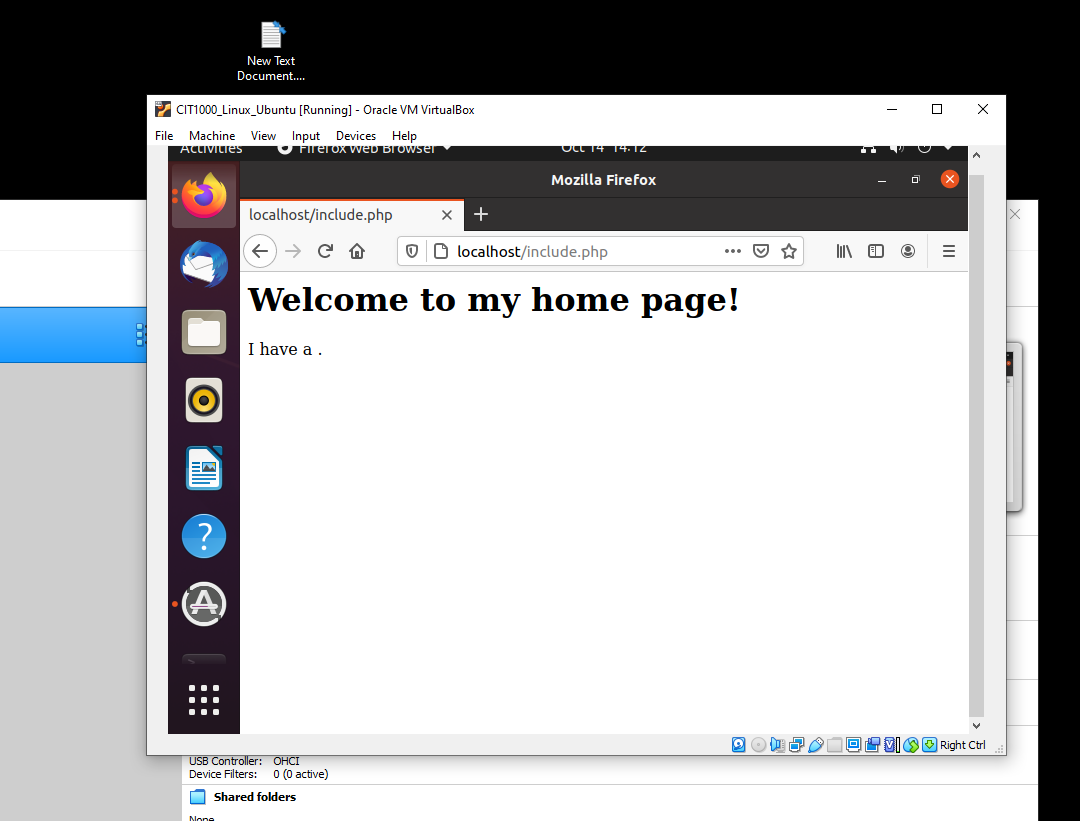 New Text
Document....
CIT1000_Linux_Ubuntu [Running] - Oracle VM VirtualBox
File Machine View Input Devices Help
Activities Firefox Web Browser Oct 14 14:12
Mozilla Firefox
localhost/include.php
localhost/include.php
Welcome to my home page!
I have a .
Right Ctrl
USB Controller: OHCI
Device Filters: 0 (0 active)
Shared folders
None